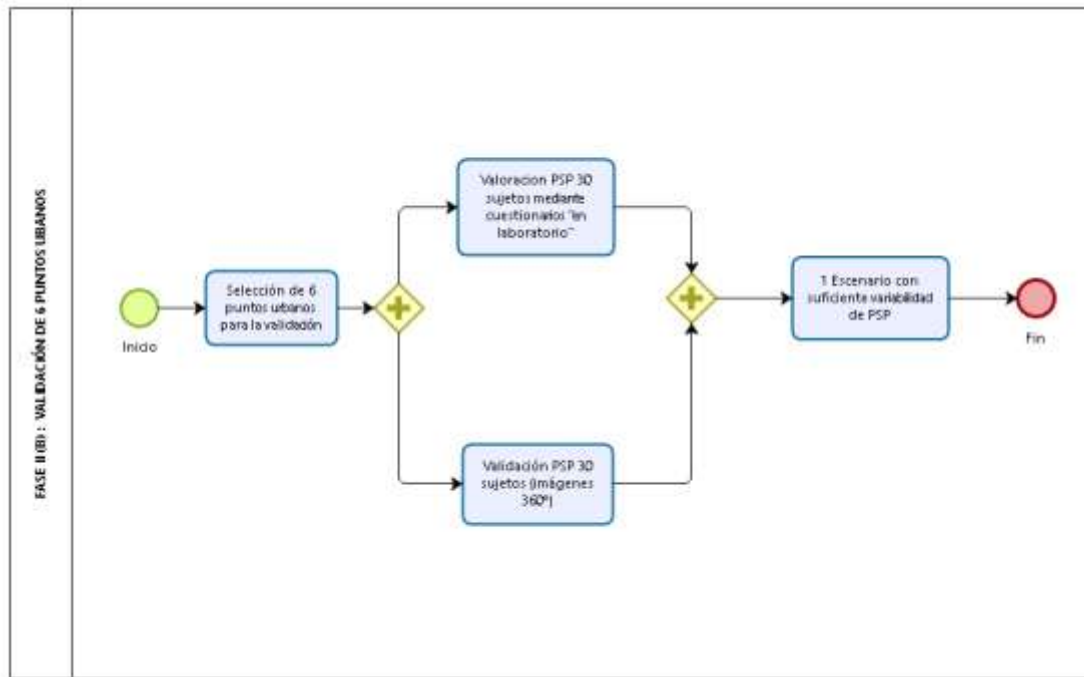 FASE II(B) : VALIDACIÓN DE 6 PUNTOS URBANOS
Inicio
Selección de 6
puntos urbanos
para la validación
Valoracion PSP 30
sujetos mediante
cuestionarios "en
laboratorio"
Validación PSP 30
sujetos (imágenes
360º)
1 Escenario con
suficiente variabilidad
de PSP
Fin